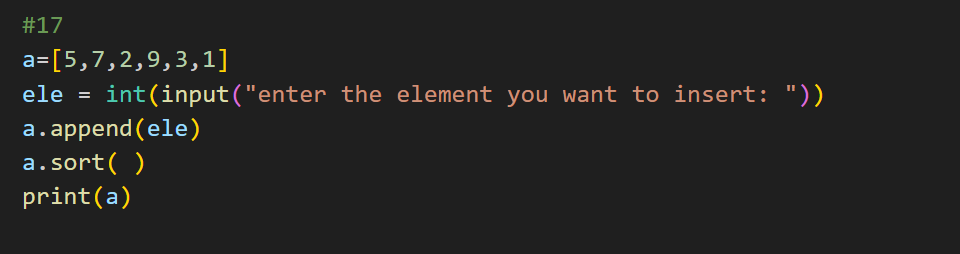 #17
a=[5,7,2,9,3,1]
ele = int(input("enter the element you want to insert: "))
a.append(ele)
a.sort( )
print(a)